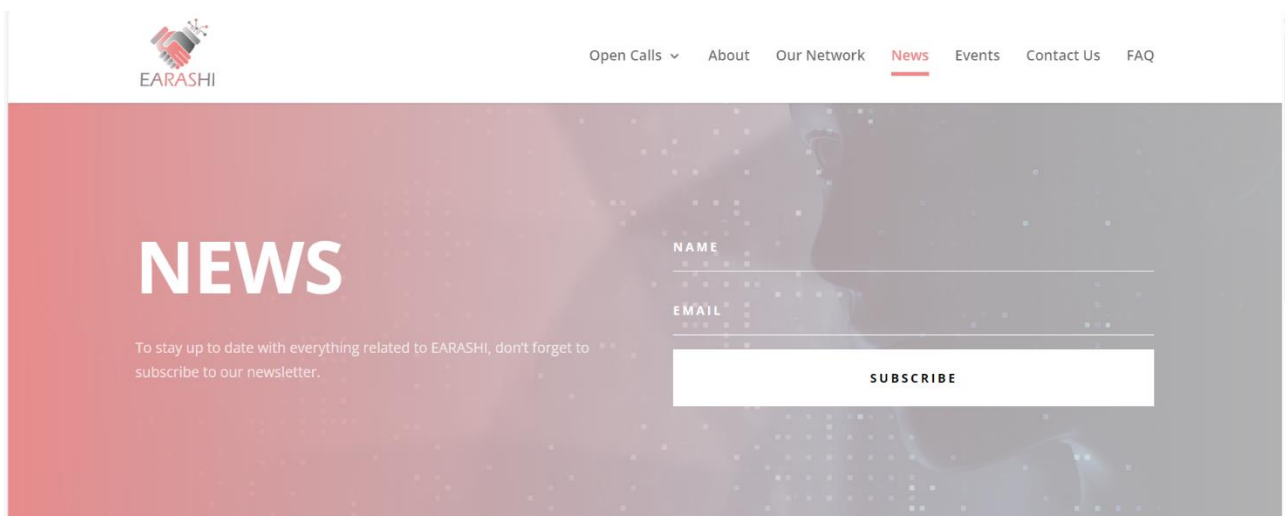 EARASHI
Open Calls About Our Network News Events Contact Us FAQ
NEWS
To stay up to date with everything related to EARASHI, don't forget to
subscribe to our newsletter.
NAME
EMAIL
SUBSCRIBE